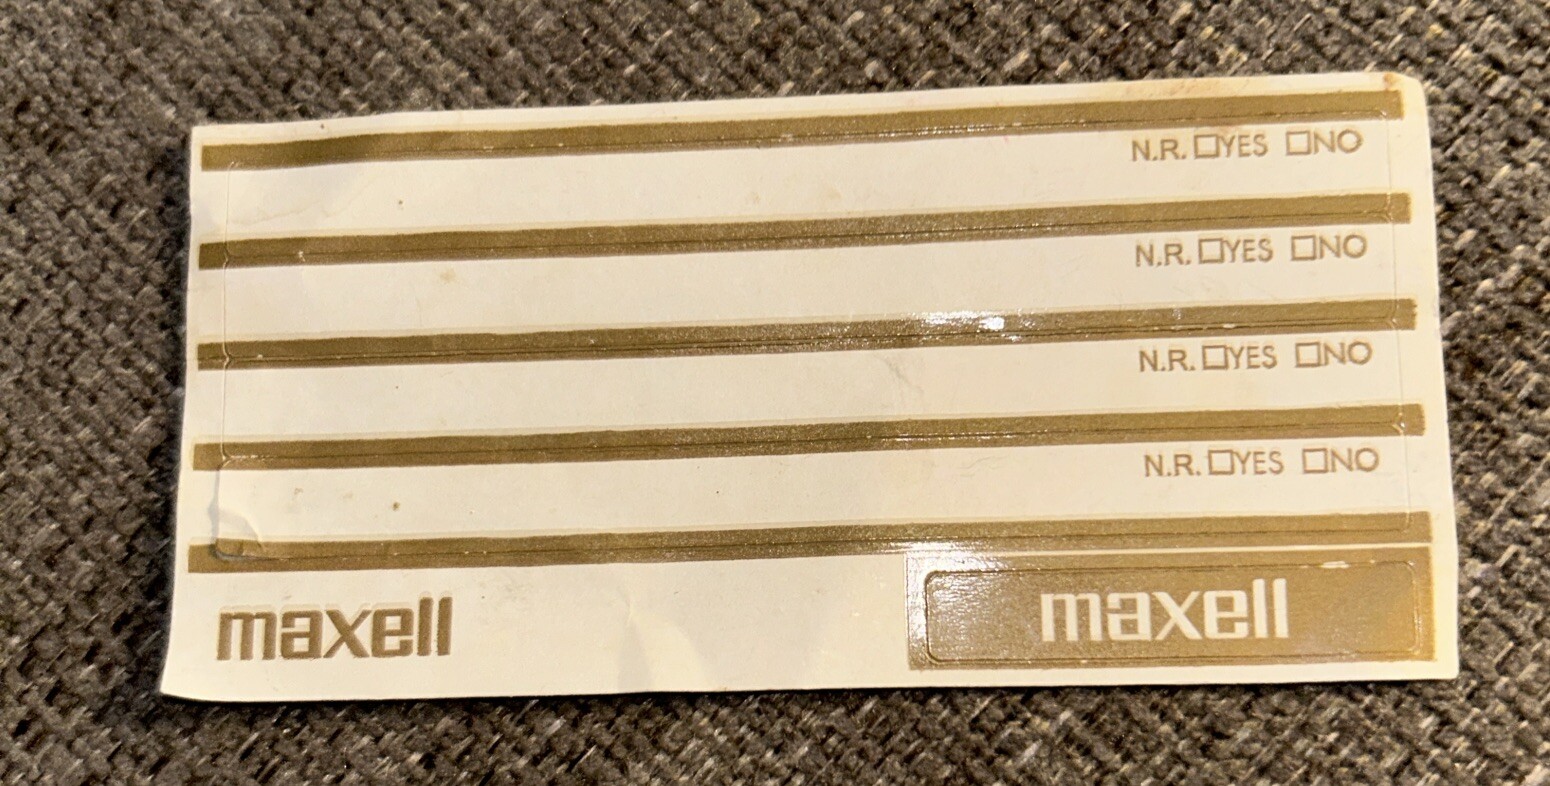 N.R. ☐YES ☐NO
N.R. ☐YES ☐NO
N.R. ☐YES ☐NO
N.R. ☐YES ☐NO
maxell maxell